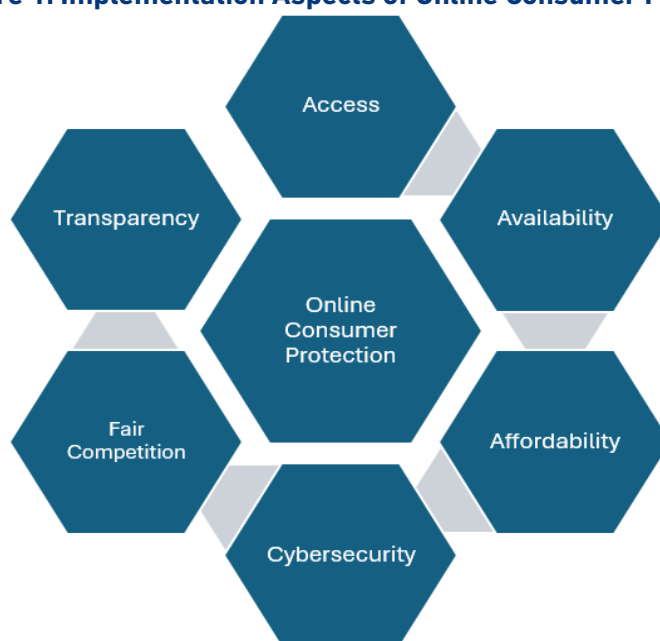 Implementation Aspects of Online Consumer
Access
Transparency
Availability
Online
Consumer
Protection
Fair
Competition
Affordability
Cybersecurity